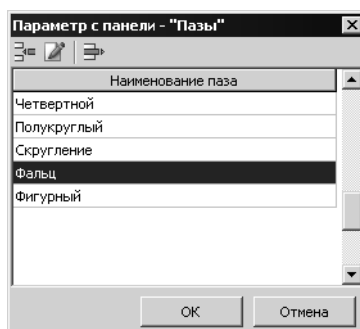 Параметр с панели - "Пазы"
Наименование паза
Четвертной
Полукруглый
Скругление
Фальц
Фигурный
ОК
Отмена